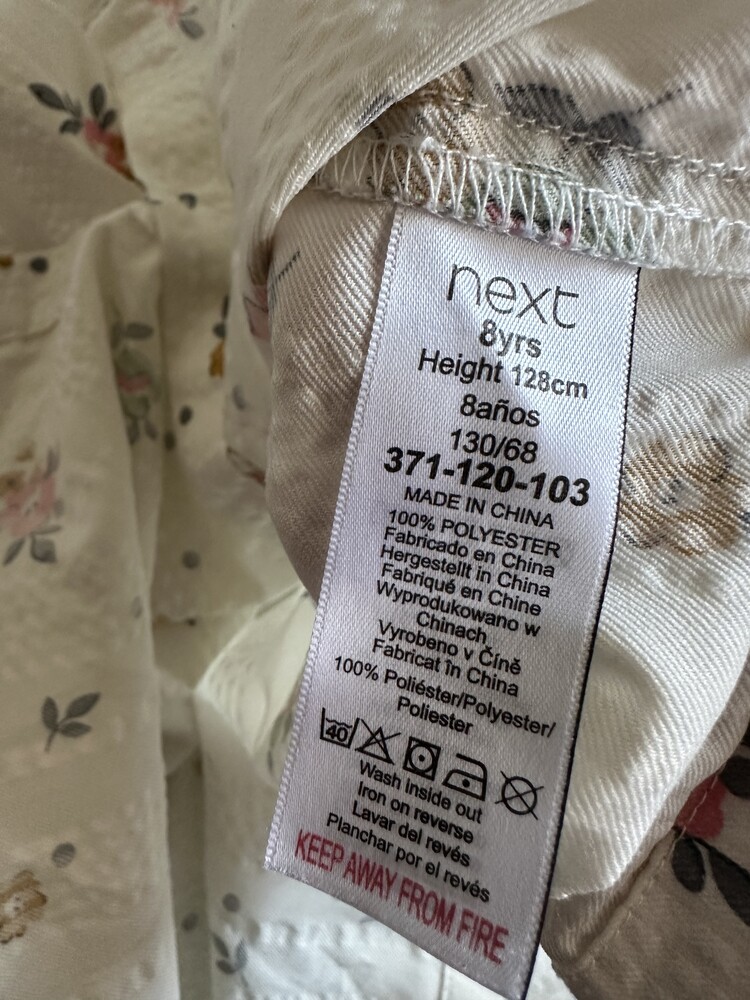 next
8yrs
Height 128cm
8años
130/68
371-120-103
MADE IN CHINA
100% POLYESTER
Fabricado en China
Hergestellt in China
Fabriqué en Chine
Wyprodukowano w
Chinach
Vyrobeno v Číně
Fabricat în China
100% Poliéster/Polyester/
Poliester
40
Wash inside out
Iron on reverse
Lavar del revés
Planchar por el revés
KEEP AWAY FROM FIRE